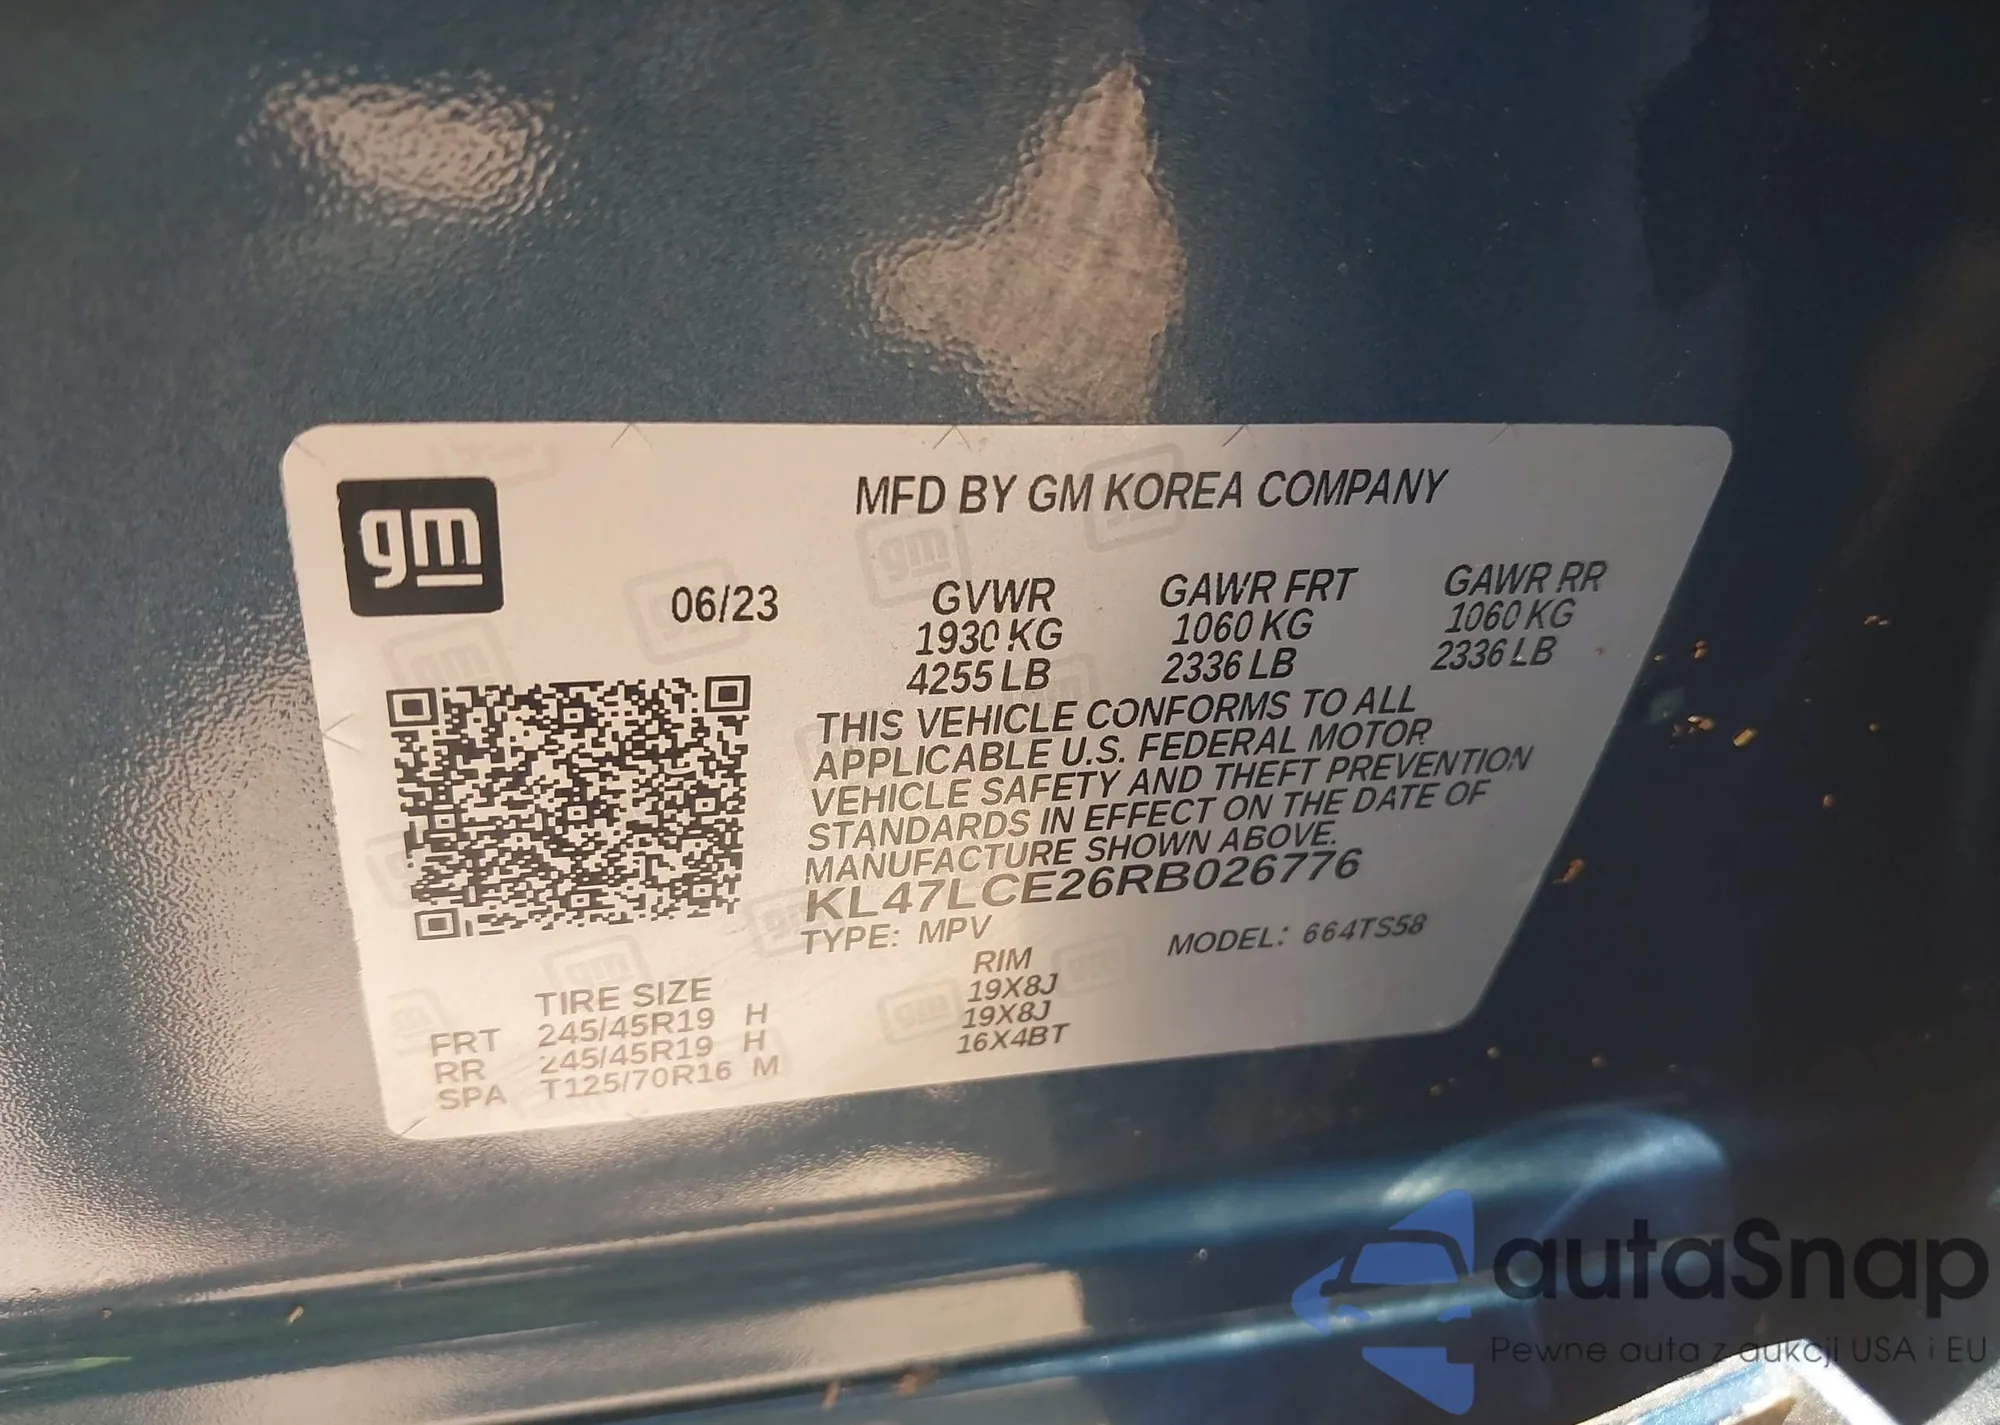 gm
MFD BY GM KOREA COMPANY
06/23
GVWR GAWR FRT GAWR RR
1930 KG 1060 KG 1060 KG
4255 LB 2336 LB 2336 LB
THIS VEHICLE CONFORMS TO ALL
APPLICABLE U.S. FEDERAL MOTOR
VEHICLE SAFETY AND THEFT PREVENTION
STANDARDS IN EFFECT ON THE DATE OF
MANUFACTURE SHOWN ABOVE.
KL47LCE26RB026776
TYPE: MPV MODEL: 664TS58
TIRE SIZE RIM
FRT 245/45R19 H 19X8J
RR 245/45R19 H 19X8J
SPA T125/70R16 M 16X4BT
autaSnap
Pewne auta z aukcji USA i EU